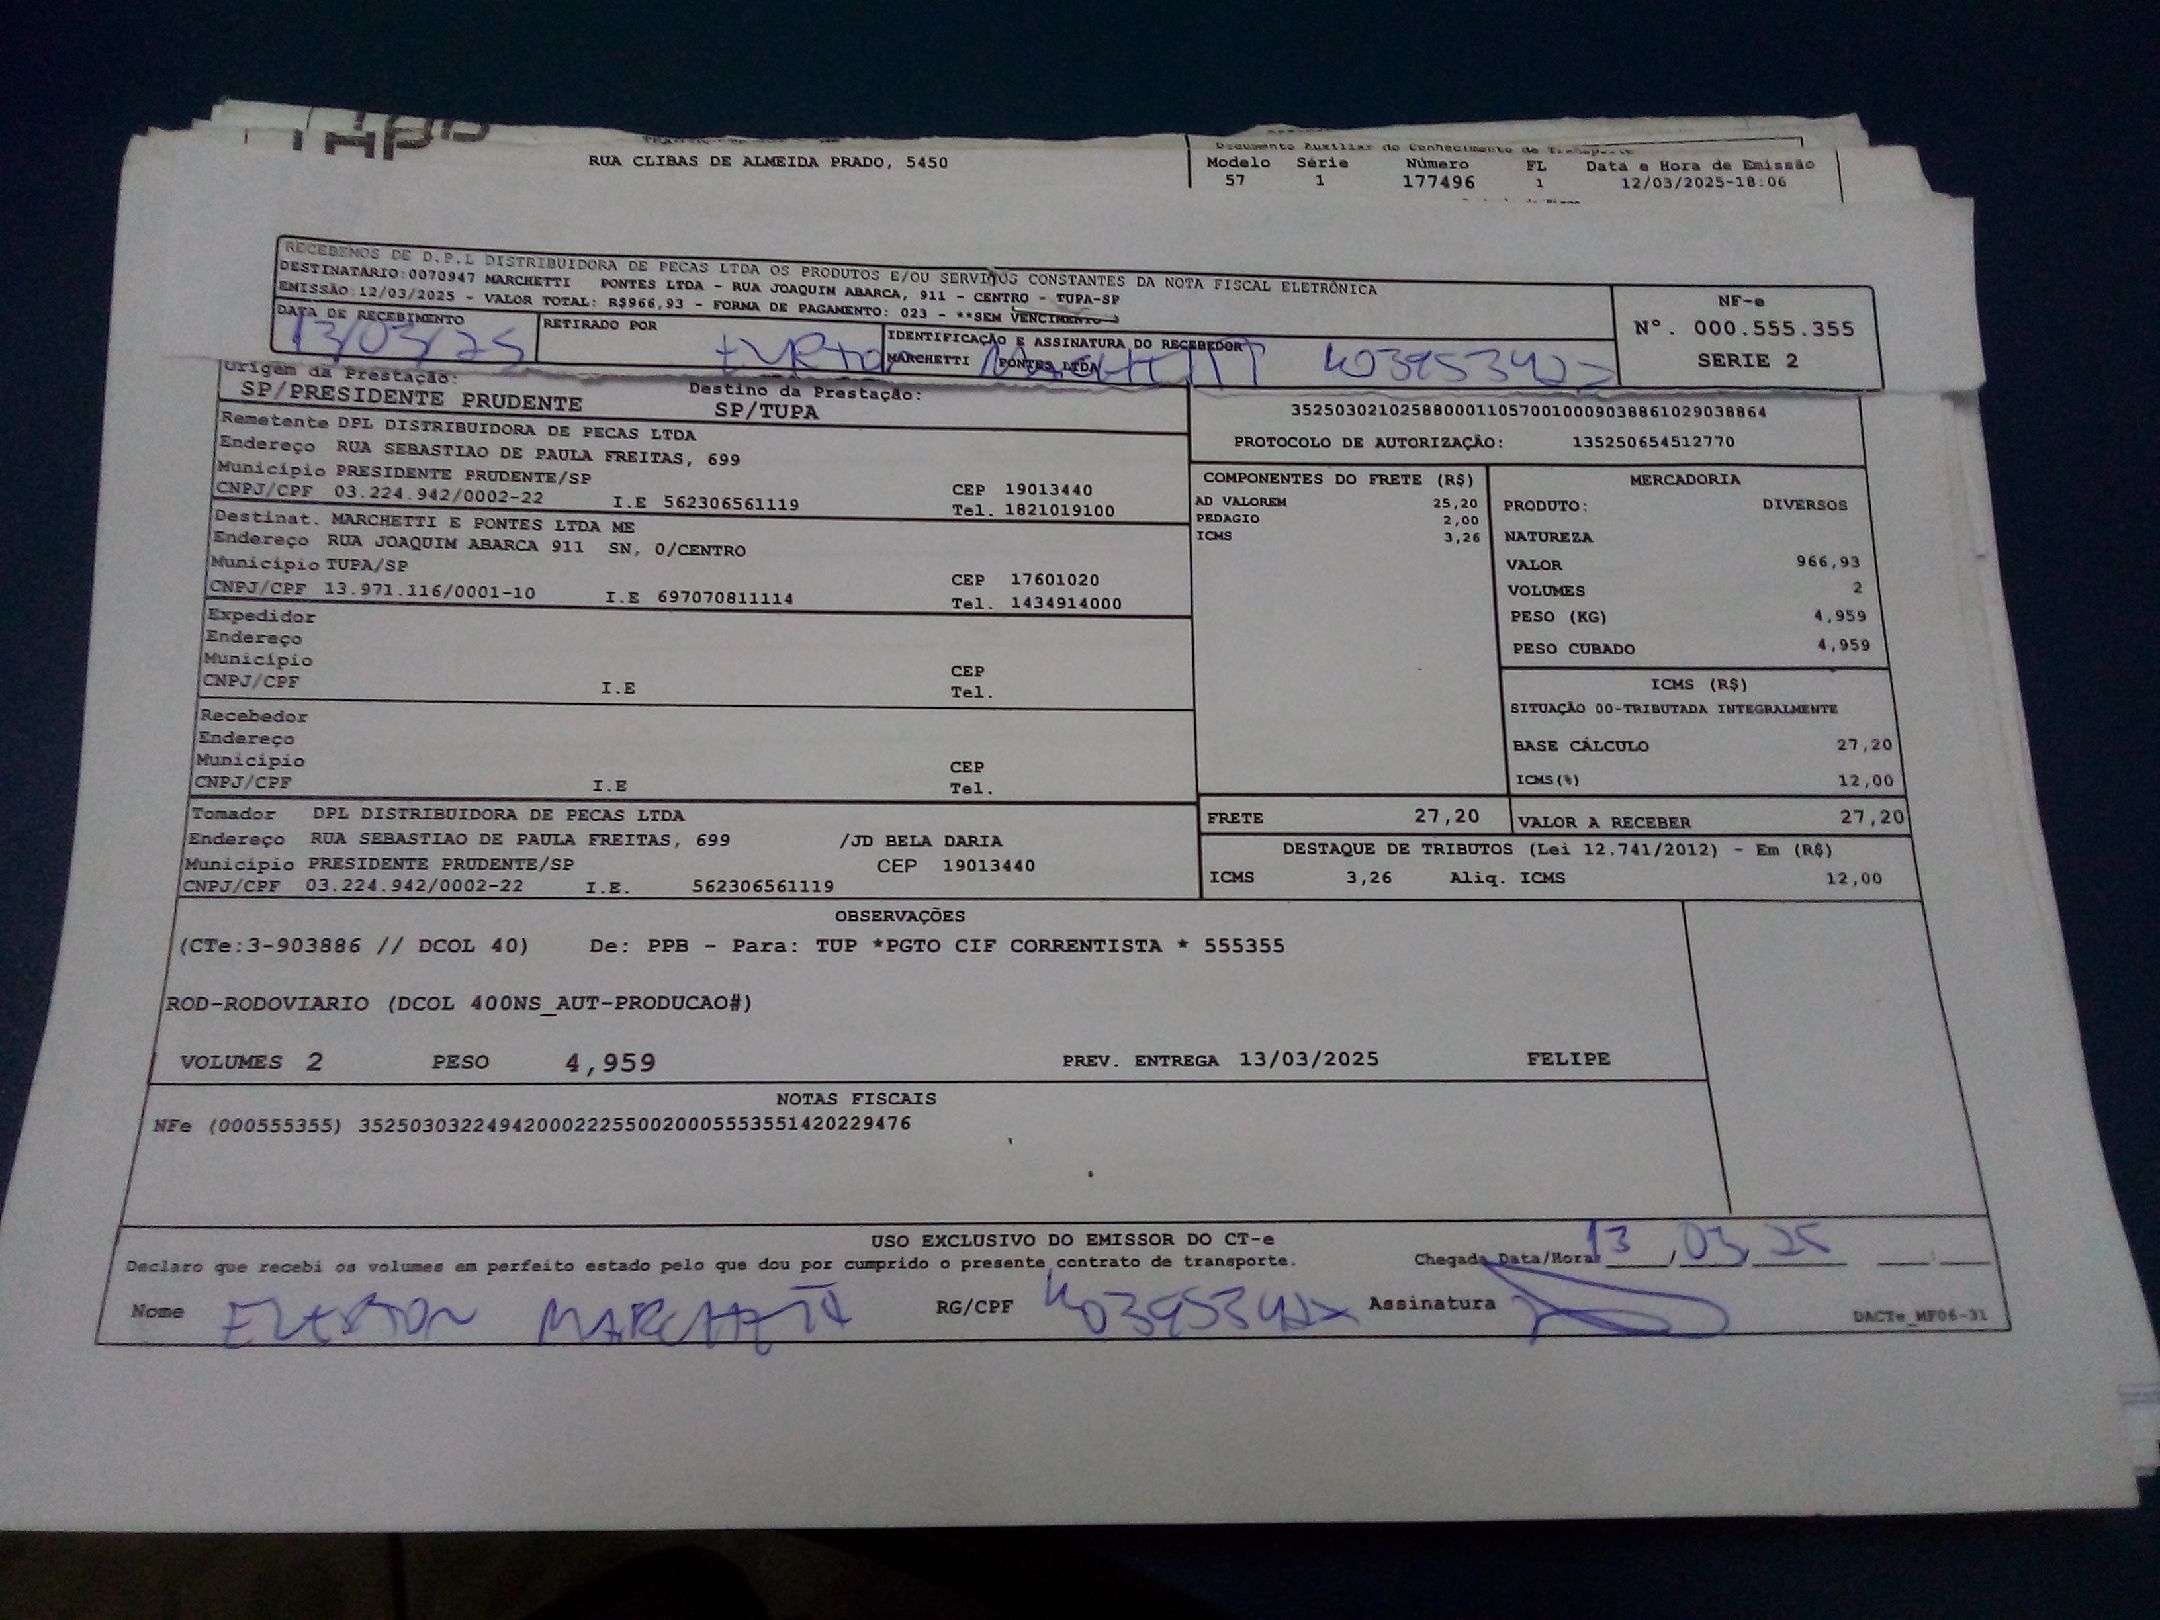 RUA CLIBAS DE ALMEIDA PRADO, 5450
Documento Auxiliar do Conhecimento de Transporte
Modelo Série Número FL Data e Hora de Emissão
57 1 177496 1 12/03/2025-18:06
RECEBEMOS DE D.P.L DISTRIBUIDORA DE PECAS LTDA OS PRODUTOS E/OU SERVIÇOS CONSTANTES DA NOTA FISCAL ELETRÔNICA
DESTINATÁRIO:0070947 MARCHETTI PONTES LTDA - RUA JOAQUIM ABARCA, 911 - CENTRO - TUPA-SP
EMISSÃO:12/03/2025 - VALOR TOTAL: R$966,93 - FORMA DE PAGAMENTO: 023 - **SEM VENCIMENTO
NF-e
Nº. 000.555.355
SERIE 2
DATA DE RECEBIMENTO RETIRADO POR IDENTIFICAÇÃO E ASSINATURA DO RECEBEDOR
13/03/25 MARCHETTI PONTES LTDA
Origem da Prestação: Destino da Prestação:
SP/PRESIDENTE PRUDENTE SP/TUPA
35250302102588000110570010009038861029038864
PROTOCOLO DE AUTORIZAÇÃO: 135250654512770
Remetente DPL DISTRIBUIDORA DE PECAS LTDA
Endereço RUA SEBASTIAO DE PAULA FREITAS, 699
Município PRESIDENTE PRUDENTE/SP CEP 19013440
CNPJ/CPF 03.224.942/0002-22 I.E 562306561119 Tel. 1821019100
Destinat. MARCHETTI E PONTES LTDA ME
Endereço RUA JOAQUIM ABARCA 911 SN, 0/CENTRO
Município TUPA/SP CEP 17601020
CNPJ/CPF 13.971.116/0001-10 I.E 697070811114 Tel. 1434914000
Expedidor
Endereço
Município CEP
CNPJ/CPF I.E Tel.
Recebedor
Endereço
Município CEP
CNPJ/CPF I.E Tel.
Tomador DPL DISTRIBUIDORA DE PECAS LTDA
Endereço RUA SEBASTIAO DE PAULA FREITAS, 699 /JD BELA DARIA
Município PRESIDENTE PRUDENTE/SP CEP 19013440
CNPJ/CPF 03.224.942/0002-22 I.E. 562306561119
COMPONENTES DO FRETE (R$)
AD VALOREM 25,20
PEDAGIO 2,00
ICMS 3,26
MERCADORIA
PRODUTO: DIVERSOS
NATUREZA
VALOR 966,93
VOLUMES 2
PESO (KG) 4,959
PESO CUBADO 4,959
ICMS (R$)
SITUAÇÃO 00-TRIBUTADA INTEGRALMENTE
BASE CÁLCULO 27,20
ICMS(%) 12,00
FRETE 27,20 VALOR A RECEBER 27,20
DESTAQUE DE TRIBUTOS (Lei 12.741/2012) - Em (R$)
ICMS 3,26 Aliq. ICMS 12,00
OBSERVAÇÕES
(CTe:3-903886 // DCOL 40) De: PPB - Para: TUP *PGTO CIF CORRENTISTA * 555355
ROD-RODOVIARIO (DCOL 400NS_AUT-PRODUCAO#)
VOLUMES 2 PESO 4,959 PREV. ENTREGA 13/03/2025 FELIPE
NOTAS FISCAIS
NFe (000555355) 35250303224942000222550020005553551420229476
USO EXCLUSIVO DO EMISSOR DO CT-e
Declaro que recebi os volumes em perfeito estado pelo que dou por cumprido o presente contrato de transporte. Chegada Data/Hora: 13/03/25
Nome MARCHETTI RG/CPF Assinatura
DACTe_MF06-31